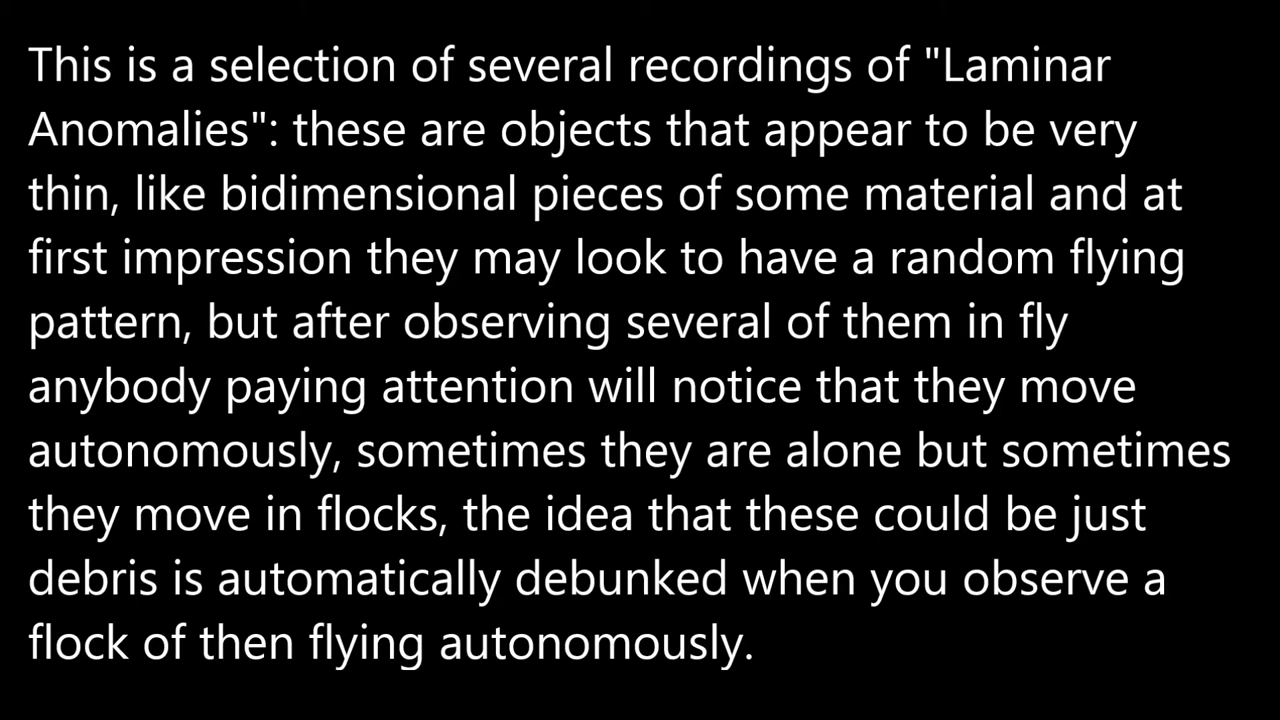 This is a selection of several recordings of "Laminar
Anomalies": these are objects that appear to be very
thin, like bidimensional pieces of some material and at
first impression they may look to have a random flying
pattern, but after observing several of them in fly
anybody paying attention will notice that they move
autonomously, sometimes they are alone but sometimes
they move in flocks, the idea that these could be just
debris is automatically debunked when you observe a
flock of then flying autonomously.